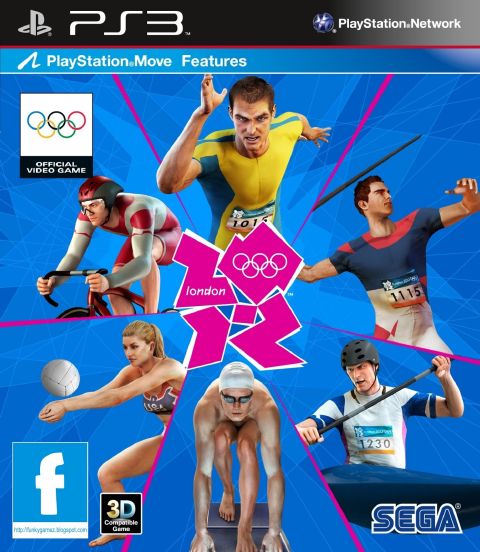 PS3
PlayStation®Network
PlayStation®Move Features
OFFICIAL
VIDEO GAME
1015
1115
london
USA
1230
f
http://funkygamez.blogspot.com
3D
Compatible
Game
SEGA